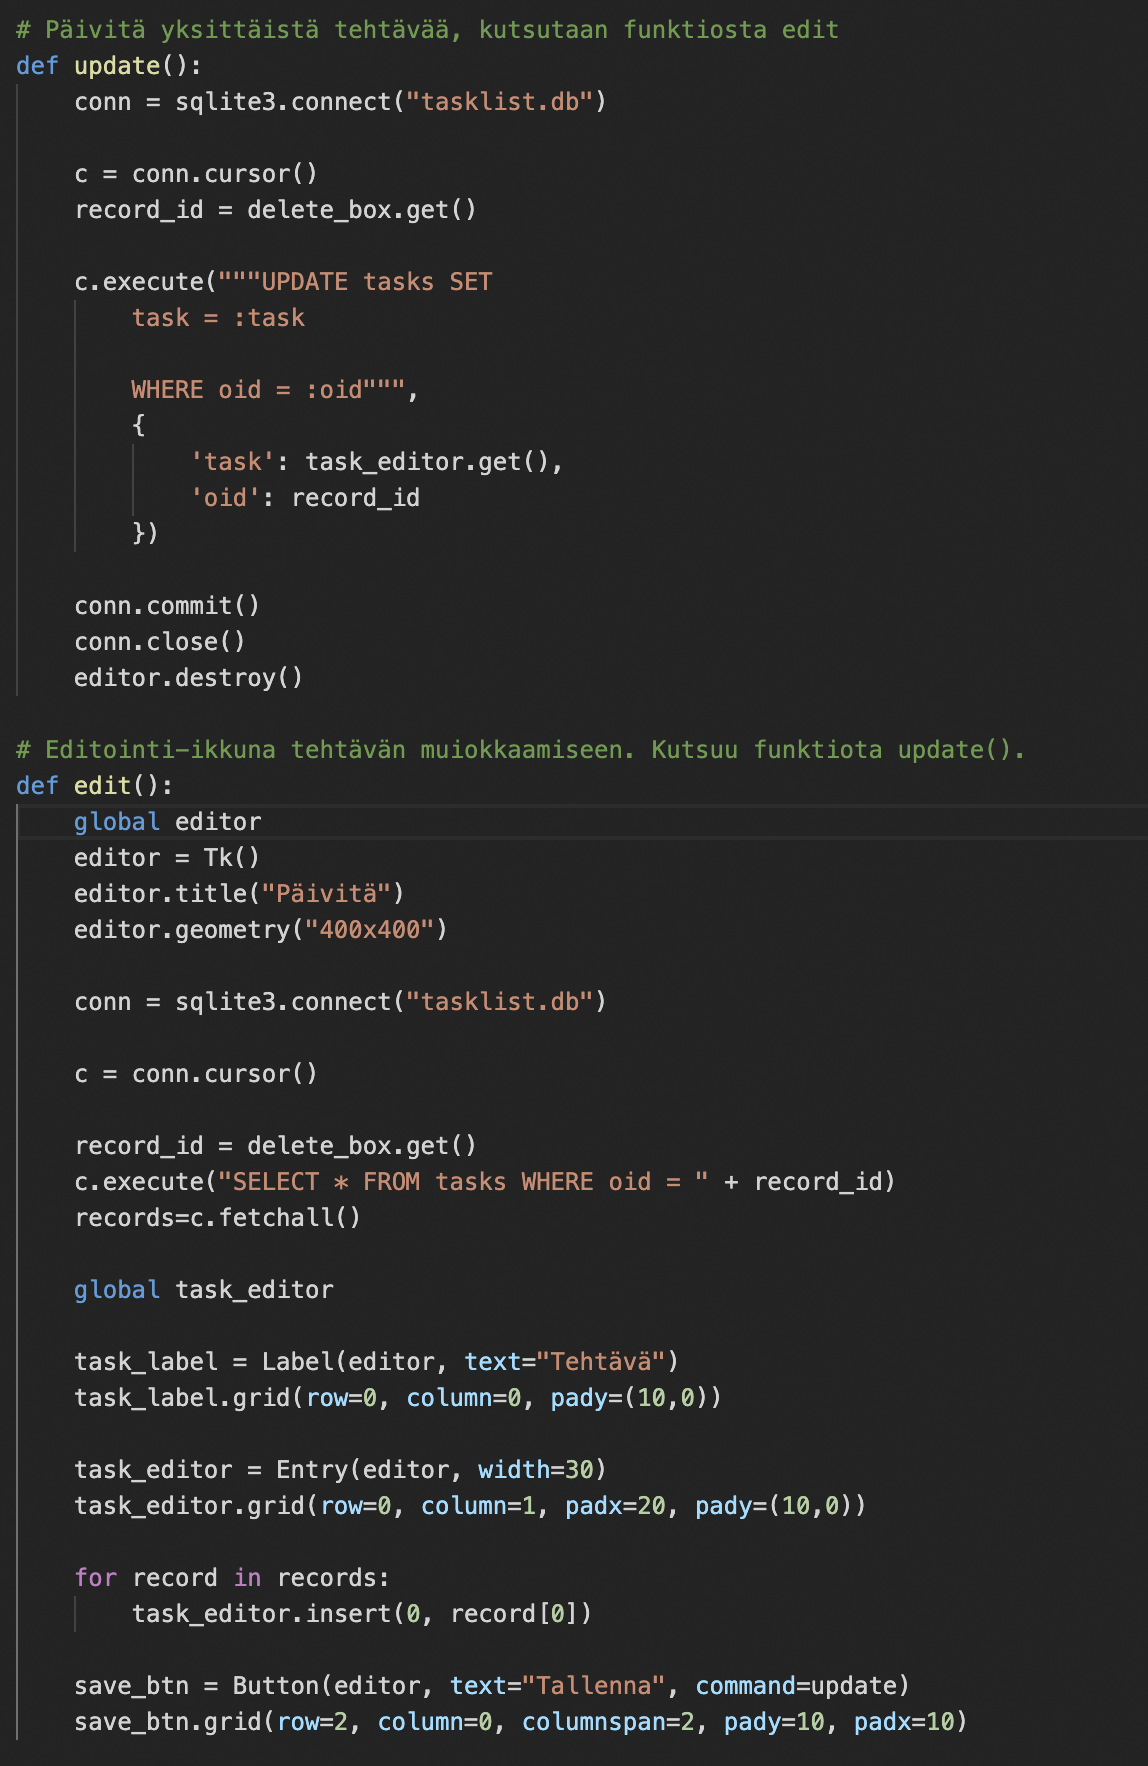 # Päivitä yksittäistä tehtävää, kutsutaan funktiosta edit
def update():
    conn = sqlite3.connect("tasklist.db")

    c = conn.cursor()
    record_id = delete_box.get()

    c.execute("""UPDATE tasks SET
        task = :task

        WHERE oid = :oid""",
        {
            'task': task_editor.get(),
            'oid': record_id
        })

    conn.commit()
    conn.close()
    editor.destroy()

# Editointi-ikkuna tehtävän muiokkaamiseen. Kutsuu funktiota update().
def edit():
    global editor
    editor = Tk()
    editor.title("Päivitä")
    editor.geometry("400x400")

    conn = sqlite3.connect("tasklist.db")

    c = conn.cursor()

    record_id = delete_box.get()
    c.execute("SELECT * FROM tasks WHERE oid = " + record_id)
    records=c.fetchall()

    global task_editor

    task_label = Label(editor, text="Tehtävä")
    task_label.grid(row=0, column=0, pady=(10,0))

    task_editor = Entry(editor, width=30)
    task_editor.grid(row=0, column=1, padx=20, pady=(10,0))

    for record in records:
        task_editor.insert(0, record[0])

    save_btn = Button(editor, text="Tallenna", command=update)
    save_btn.grid(row=2, column=0, columnspan=2, pady=10, padx=10)